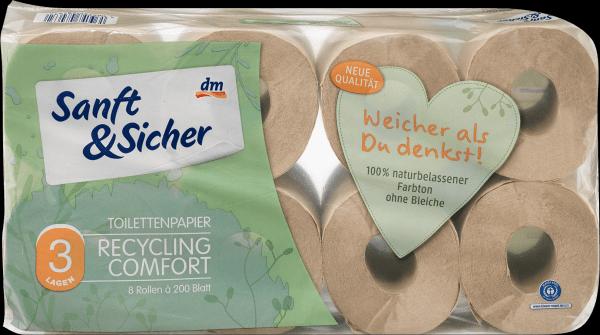 Sanft
& Sicher
dm
NEUE
QUALITÄT
Weicher als
Du denkst!
100% naturbelassener
Farbton
ohne Bleiche
TOILETTENPAPIER
3
LAGEN
RECYCLING
COMFORT
8 Rollen à 200 Blatt